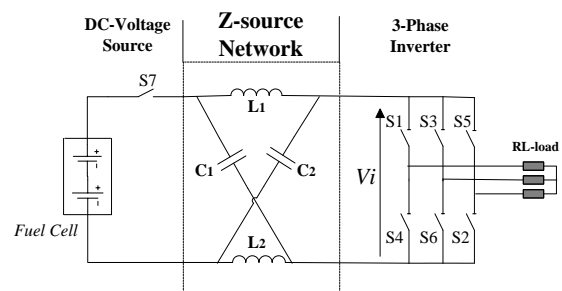 DC-Voltage
Source
Z-source
Network
3-Phase
Inverter
S7
L1
S1 S3 S5
RL-load
C1
C2
Vi
+
-
+
-
Fuel Cell
L2
S4 S6 S2